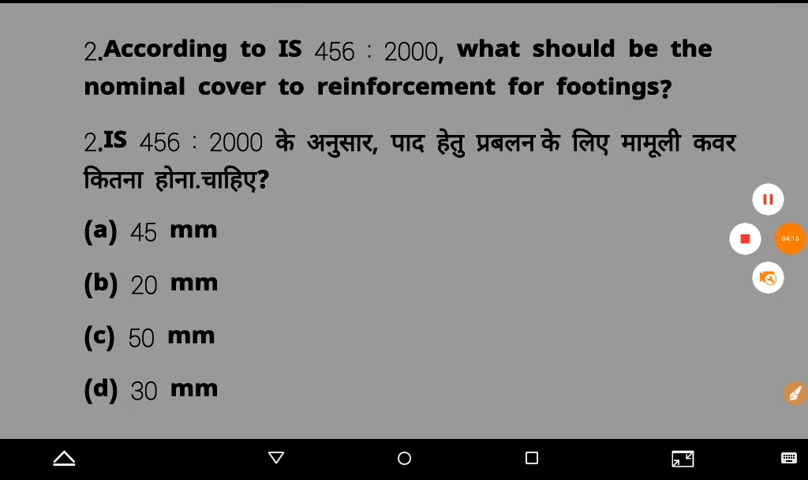 2.According to IS 456 : 2000, what should be the
nominal cover to reinforcement for footings?
2.IS 456 : 2000 के अनुसार, पाद हेतु प्रबलन के लिए मामूली कवर
कितना होना.चाहिए?
(a) 45 mm
(b) 20 mm
(c) 50 mm
(d) 30 mm
04:15